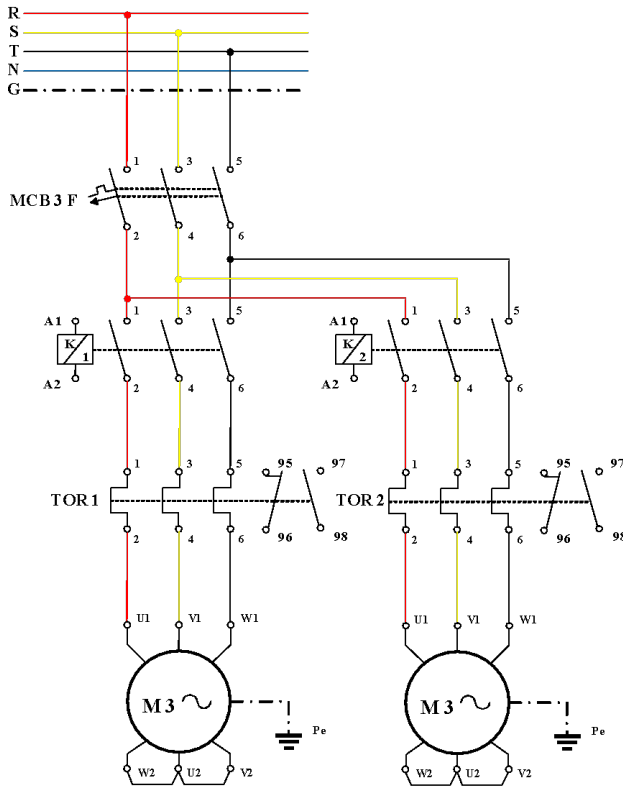 R
S
T
N
G
1 3 5
MCB 3 F
2 4 6
A1 1 3 5 A1 1 3 5
K 1 K 2
A2 2 4 6 A2 2 4 6
1 3 5 95 97 1 3 5 95 97
TOR 1 TOR 2
2 4 6 96 98 2 4 6 96 98
U1 V1 W1 U1 V1 W1
M 3 M 3
Pe Pe
W2 U2 V2 W2 U2 V2